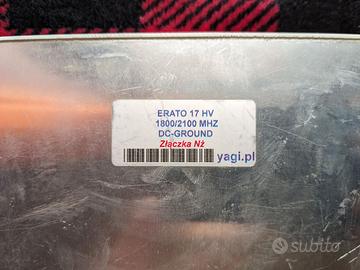 ERATO 17 HV
1800/2100 MHZ
DC-GROUND
Złączka Nż
yagi.pl
subito